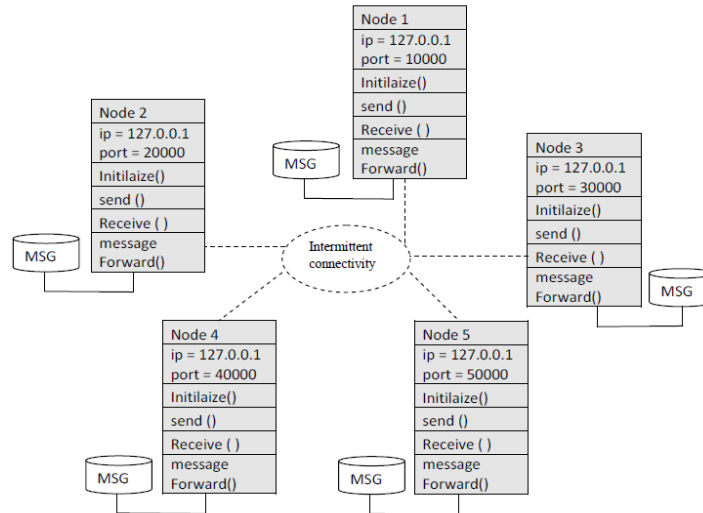 Node 1
ip = 127.0.0.1
port = 10000
Initilaize()
send ()
Receive ( )
message
Forward()
MSG
Node 2
ip = 127.0.0.1
port = 20000
Initilaize()
send ()
Receive ( )
message
Forward()
MSG
Node 3
ip = 127.0.0.1
port = 30000
Initilaize()
send ()
Receive ( )
message
Forward()
MSG
Intermittent
connectivity
Node 4
ip = 127.0.0.1
port = 40000
Initilaize()
send ()
Receive ( )
message
Forward()
MSG
Node 5
ip = 127.0.0.1
port = 50000
Initilaize()
send ()
Receive ( )
message
Forward()
MSG